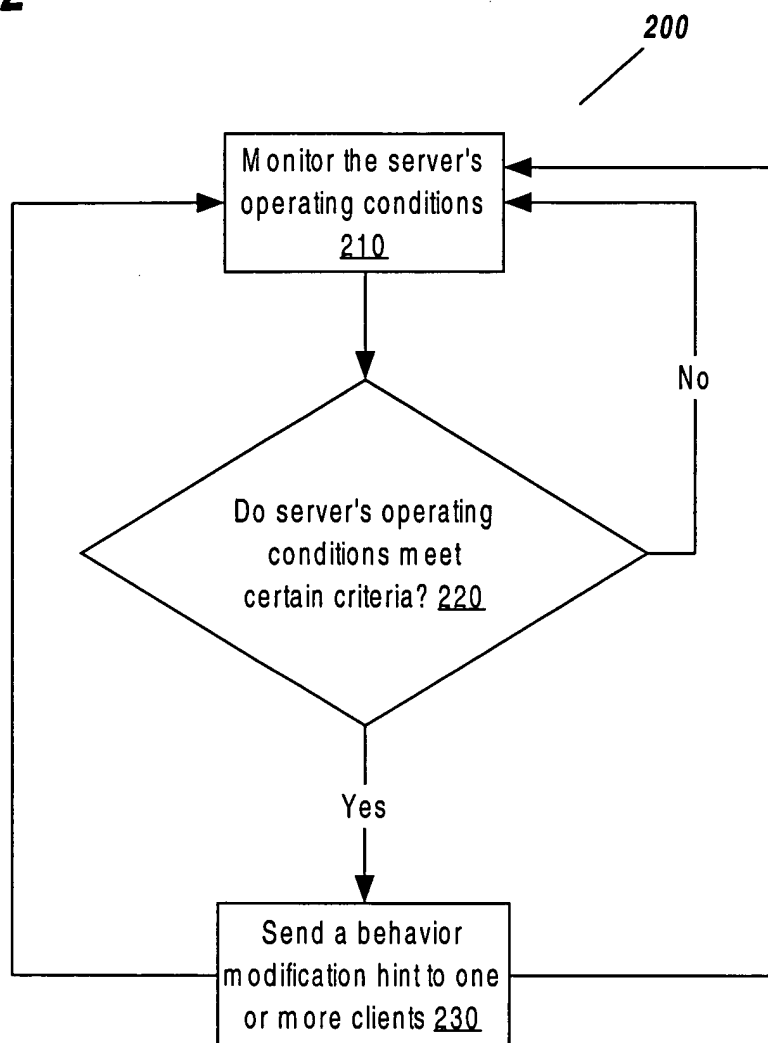 200
Monitor the server's
operating conditions
210
No
Do server's operating
conditions meet
certain criteria? 220
Yes
Send a behavior
modification hint to one
or more clients 230